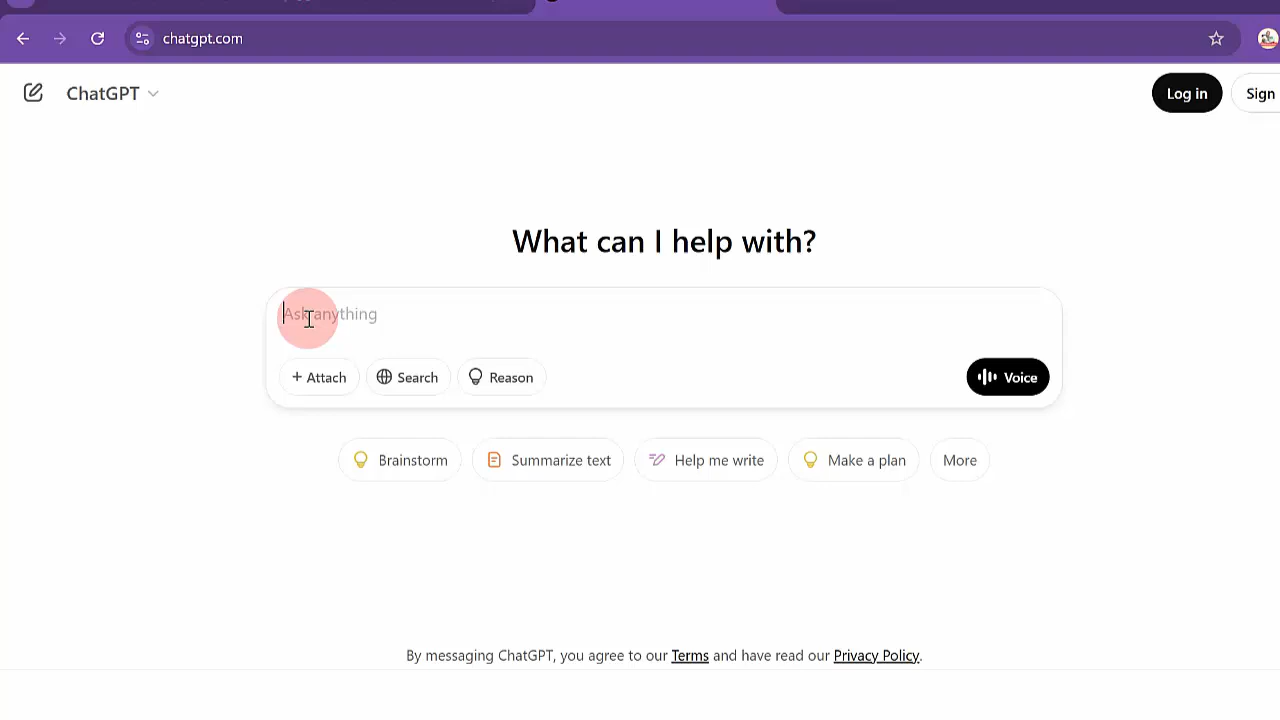 chatgpt.com
ChatGPT
Log in
Sign
What can I help with?
Ask anything
+ Attach
Search
Reason
Voice
Brainstorm
Summarize text
Help me write
Make a plan
More
By messaging ChatGPT, you agree to our Terms and have read our Privacy Policy.